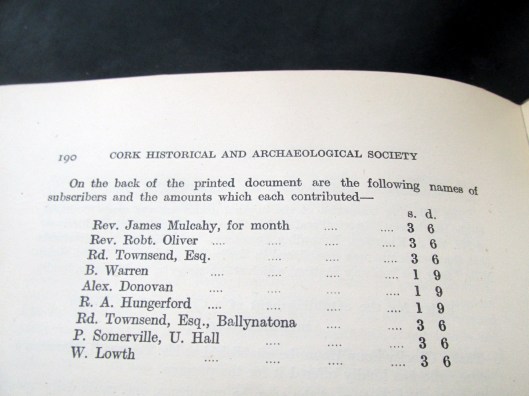 190 CORK HISTORICAL AND ARCHAEOLOGICAL SOCIETY
On the back of the printed document are the following names of
subscribers and the amounts which each contributed—
s. d.
Rev. James Mulcahy, for month .... .... 3 6
Rev. Robt. Oliver .... .... .... 3 6
Rd. Townsend, Esq. .... .... 3 6
B. Warren .... .... .... 1 9
Alex. Donovan .... .... .... 1 9
R. A. Hungerford .... .... .... 1 9
Rd. Townsend, Esq., Ballynatona .... .... 3 6
P. Somerville, U. Hall .... .... .... 3 6
W. Lowth .... .... .... 3 6